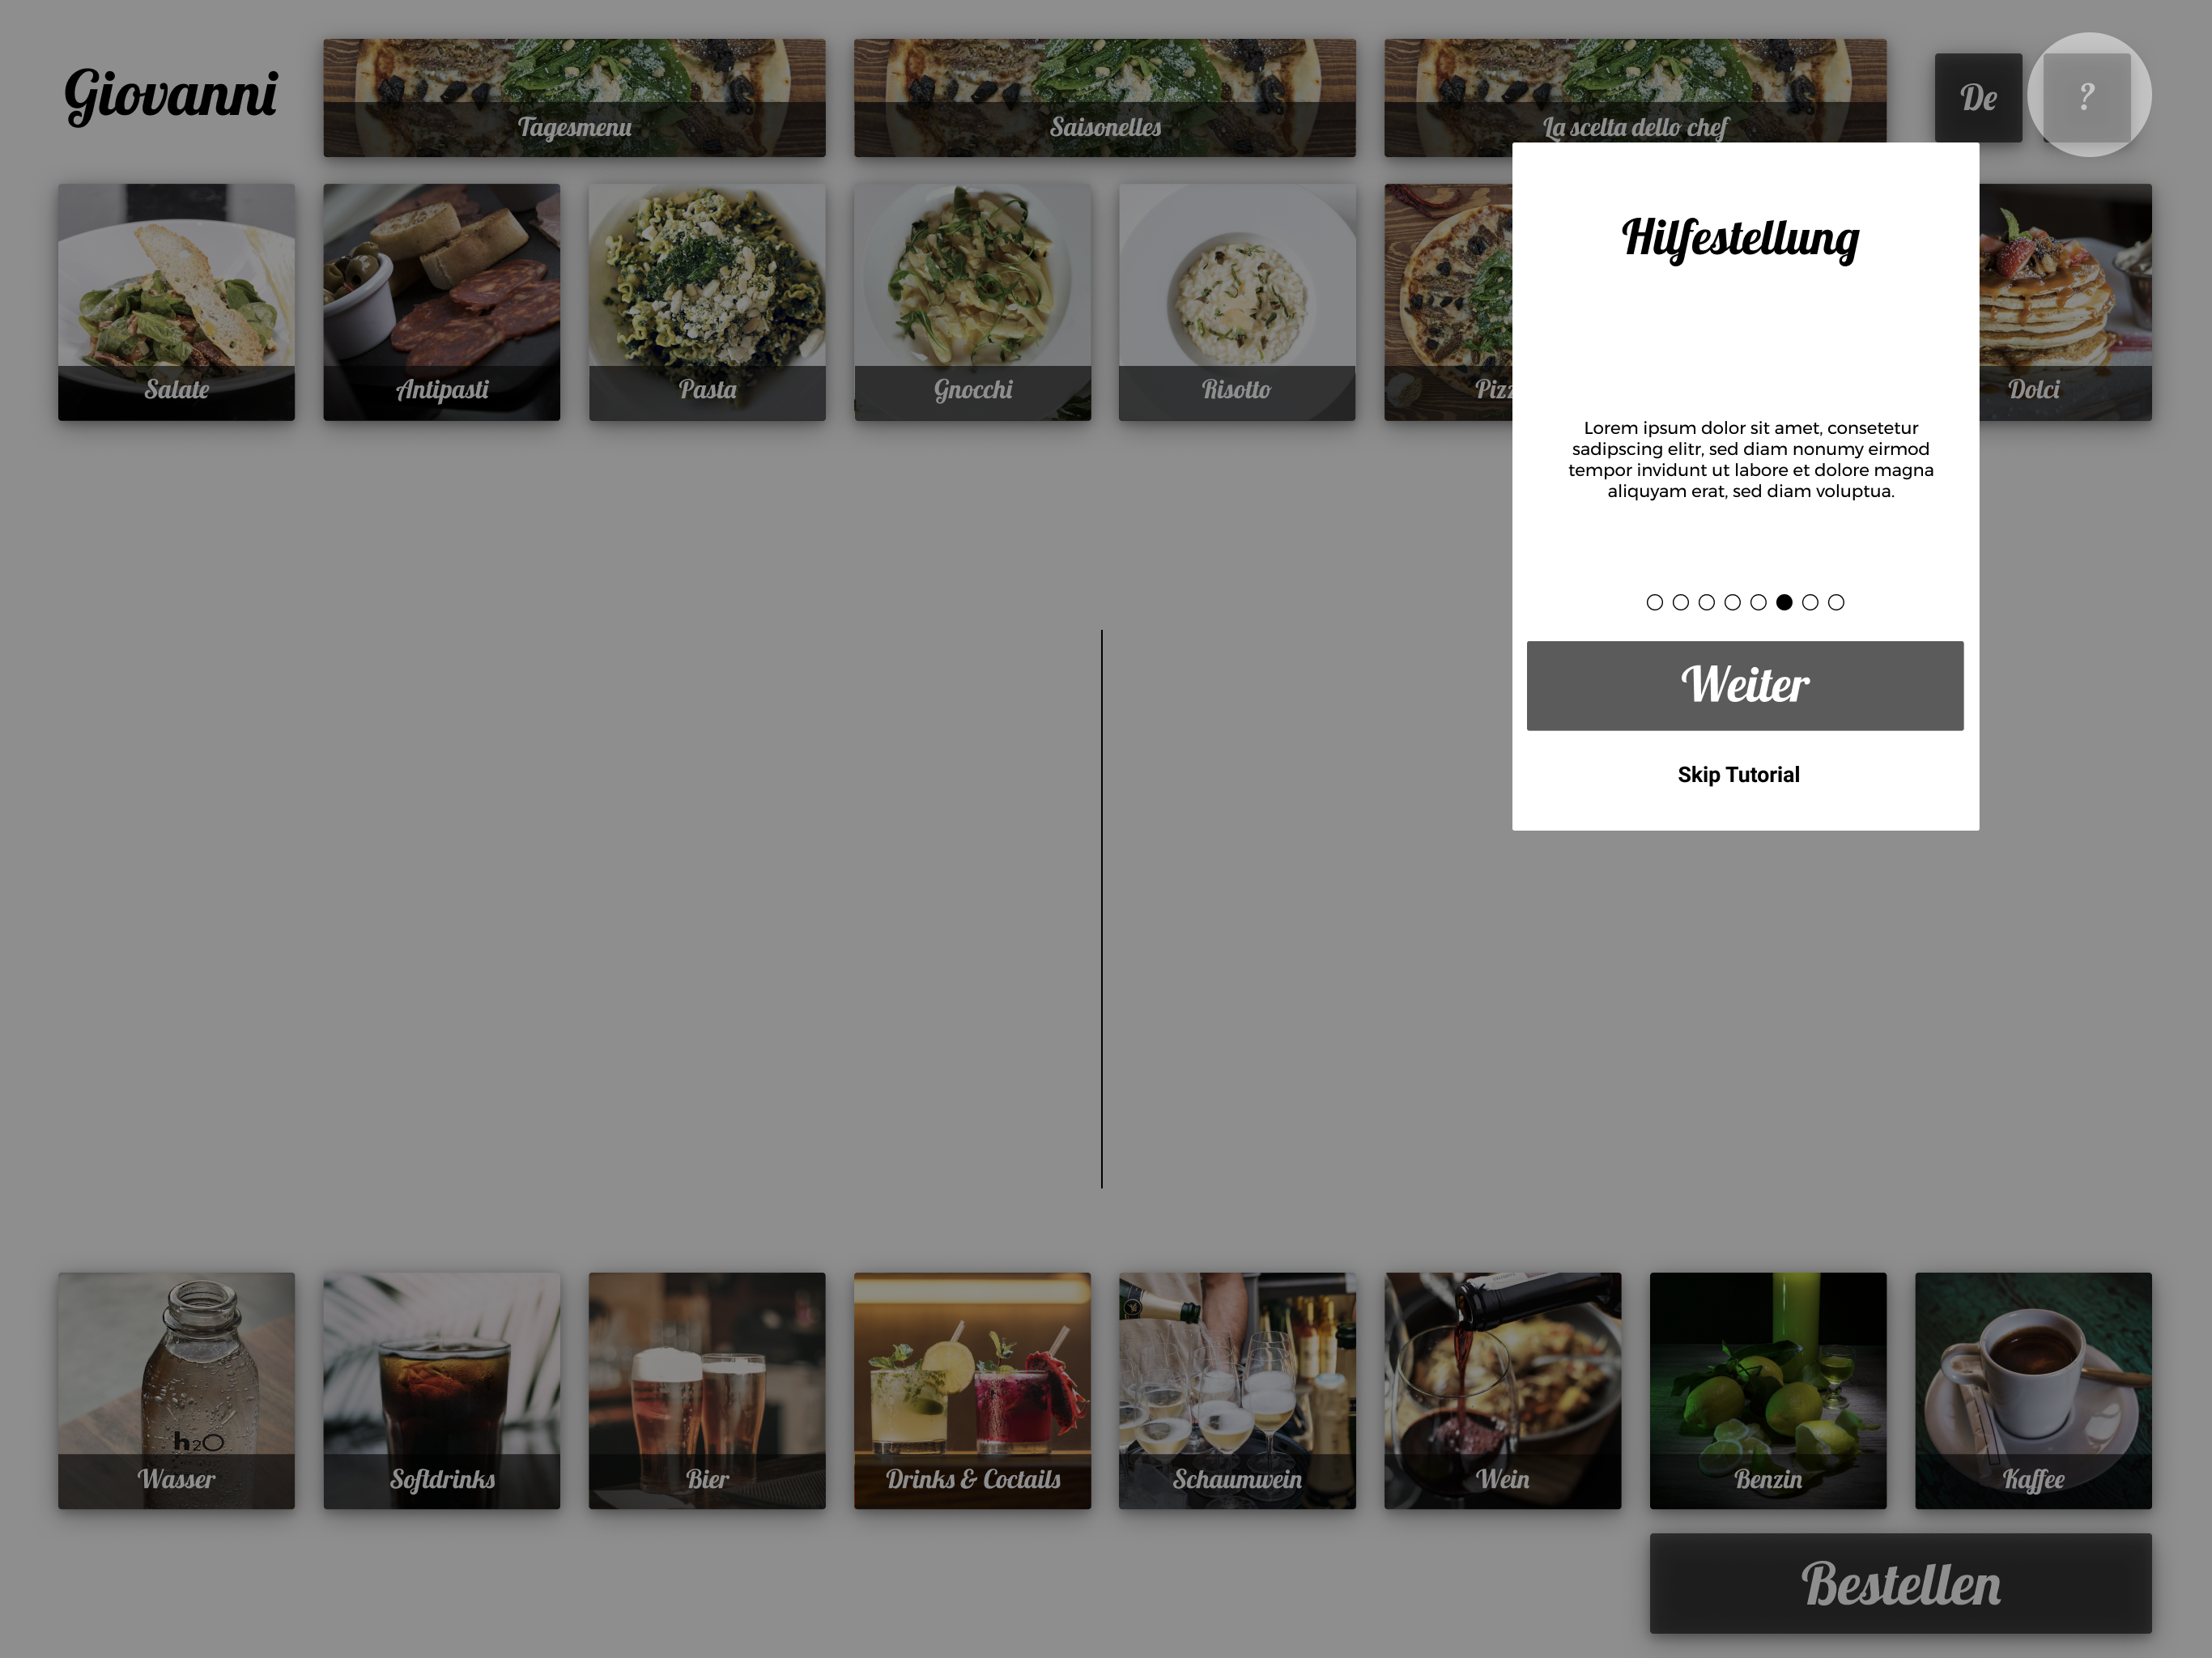 Giovanni
Tagesmenu
Saisonelles
La scelta dello chef
De
?
Salate
Antipasti
Pasta
Gnocchi
Risotto
Pizz
Dolci
Hilfestellung
Lorem ipsum dolor sit amet, consetetur
sadipscing elitr, sed diam nonumy eirmod
tempor invidunt ut labore et dolore magna
aliquyam erat, sed diam voluptua.
Weiter
Skip Tutorial
h2O
Wasser
Softdrinks
Bier
Drinks & Coctails
Schaumwein
Wein
Benzin
Kaffee
Bestellen